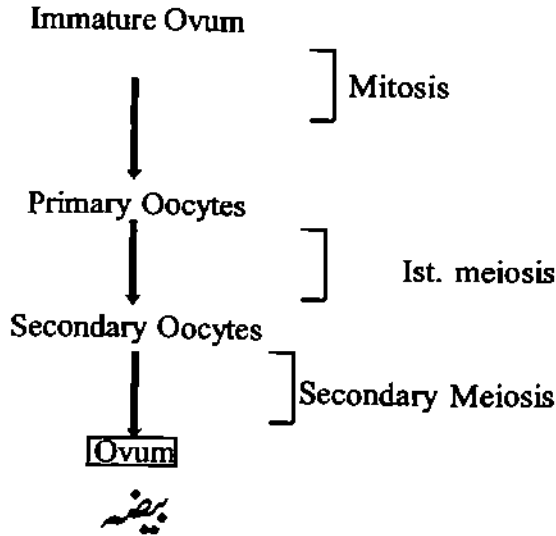 Immature Ovum
Mitosis
Primary Oocytes
Ist. meiosis
Secondary Oocytes
Secondary Meiosis
Ovum
بیضہ